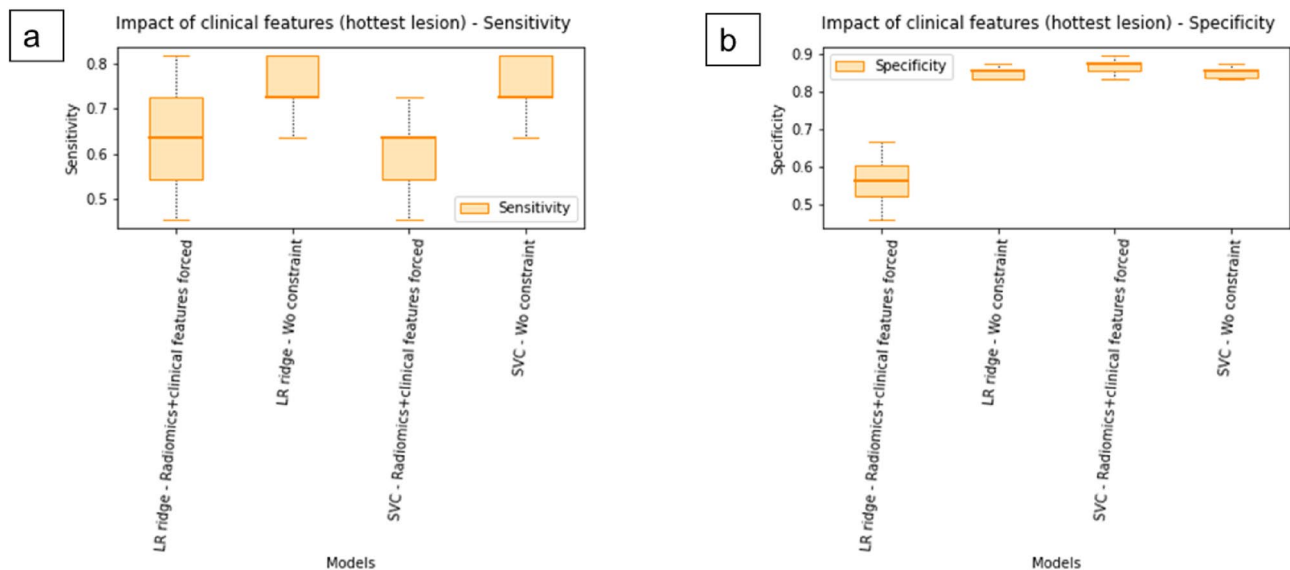 a
Impact of clinical features (hottest lesion) - Sensitivity
0.8
0.7
0.6
0.5
Sensitivity
Sensitivity
LR ridge - Radiomics+clinical features forced
LR ridge - Wo constraint
SVC - Radiomics+clinical features forced
SVC - Wo constraint
Models
b
Impact of clinical features (hottest lesion) - Specificity
0.9
0.8
0.7
0.6
0.5
Specificity
Specificity
LR ridge - Radiomics+clinical features forced
LR ridge - Wo constraint
SVC - Radiomics+clinical features forced
SVC - Wo constraint
Models